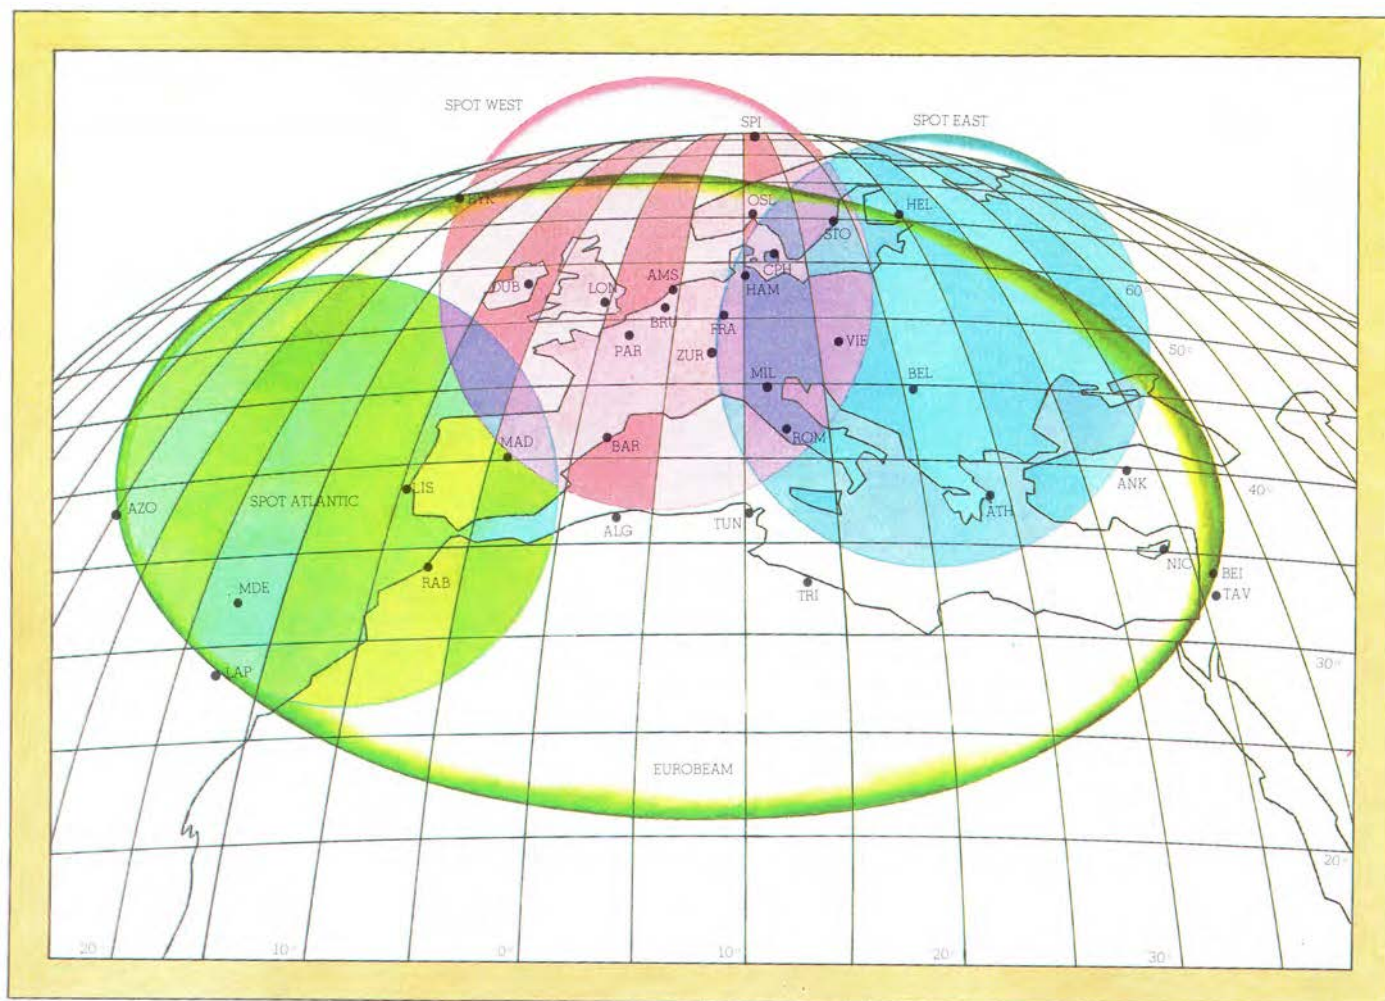 SPOT WEST
SPI
SPOT EAST
RYK
OSL
HEL
STO
CPH
DUB
LON
AMS
HAM
60
BRU
FRA
PAR
ZUR
VIE
50°
MIL
BEL
MAD
BAR
ROM
ANK
40°
LIS
SPOT ATLANTIC
AZO
ATH
ALG
TUN
NIC
RAB
BEI
MDE
TRI
TAV
LAP
30°
EUROBEAM
20°
20°
10°
0°
10°
20°
30°